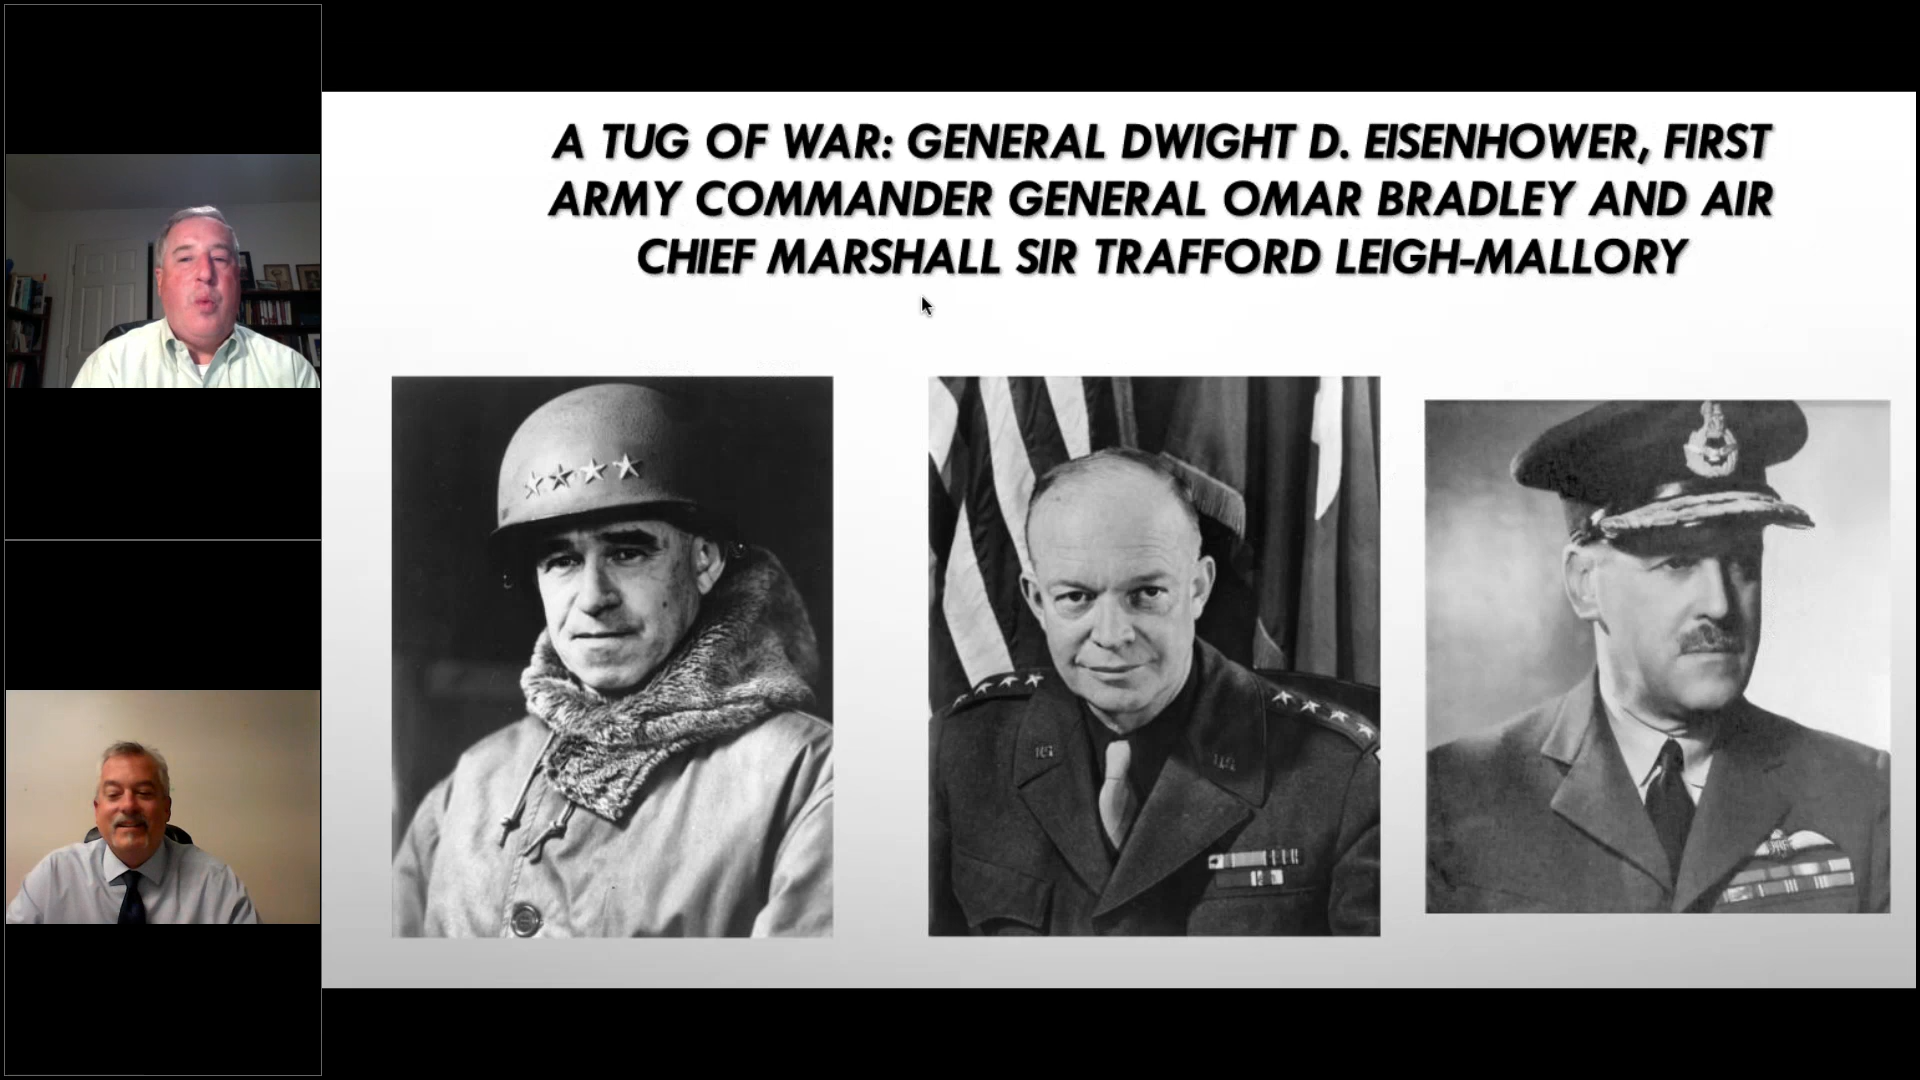 A TUG OF WAR: GENERAL DWIGHT D. EISENHOWER, FIRST
ARMY COMMANDER GENERAL OMAR BRADLEY AND AIR
CHIEF MARSHALL SIR TRAFFORD LEIGH-MALLORY